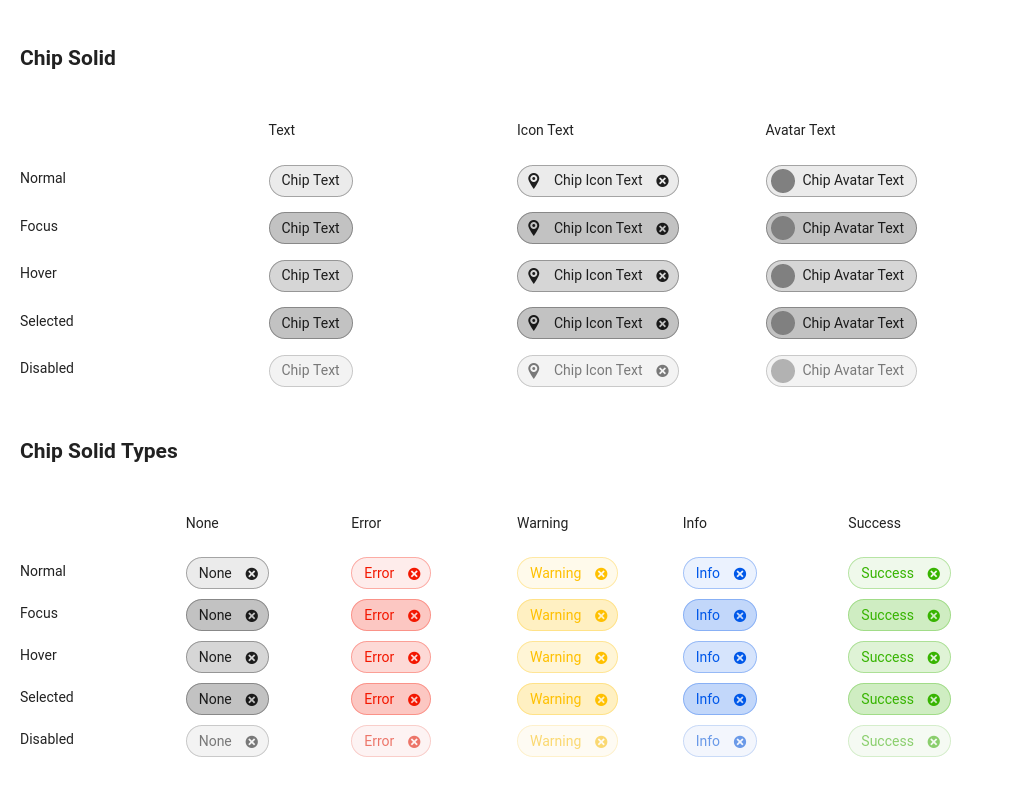 Chip Solid
Text Icon Text Avatar Text
Normal Chip Text Chip Icon Text Chip Avatar Text
Focus Chip Text Chip Icon Text Chip Avatar Text
Hover Chip Text Chip Icon Text Chip Avatar Text
Selected Chip Text Chip Icon Text Chip Avatar Text
Disabled Chip Text Chip Icon Text Chip Avatar Text
Chip Solid Types
None Error Warning Info Success
Normal None Error Warning Info Success
Focus None Error Warning Info Success
Hover None Error Warning Info Success
Selected None Error Warning Info Success
Disabled None Error Warning Info Success